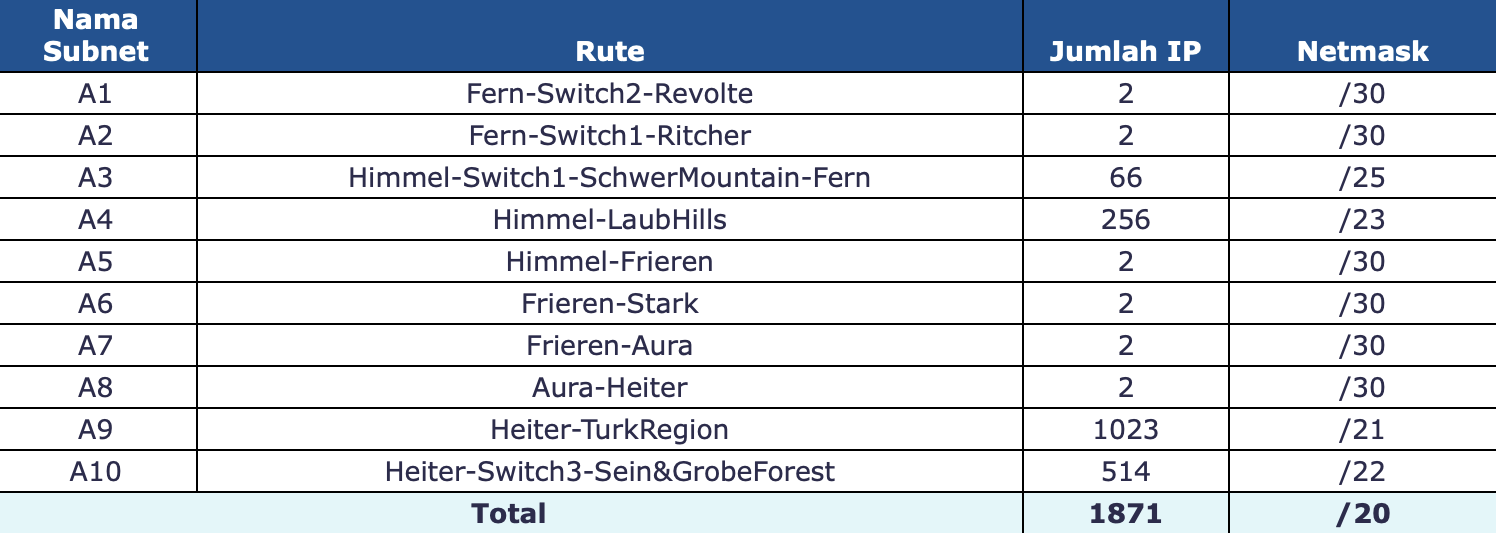 Nama Subnet Rute Jumlah IP Netmask
A1 Fern-Switch2-Revolte 2 /30
A2 Fern-Switch1-Ritcher 2 /30
A3 Himmel-Switch1-SchwerMountain-Fern 66 /25
A4 Himmel-LaubHills 256 /23
A5 Himmel-Frieren 2 /30
A6 Frieren-Stark 2 /30
A7 Frieren-Aura 2 /30
A8 Aura-Heiter 2 /30
A9 Heiter-TurkRegion 1023 /21
A10 Heiter-Switch3-Sein&GrobeForest 514 /22
Total 1871 /20